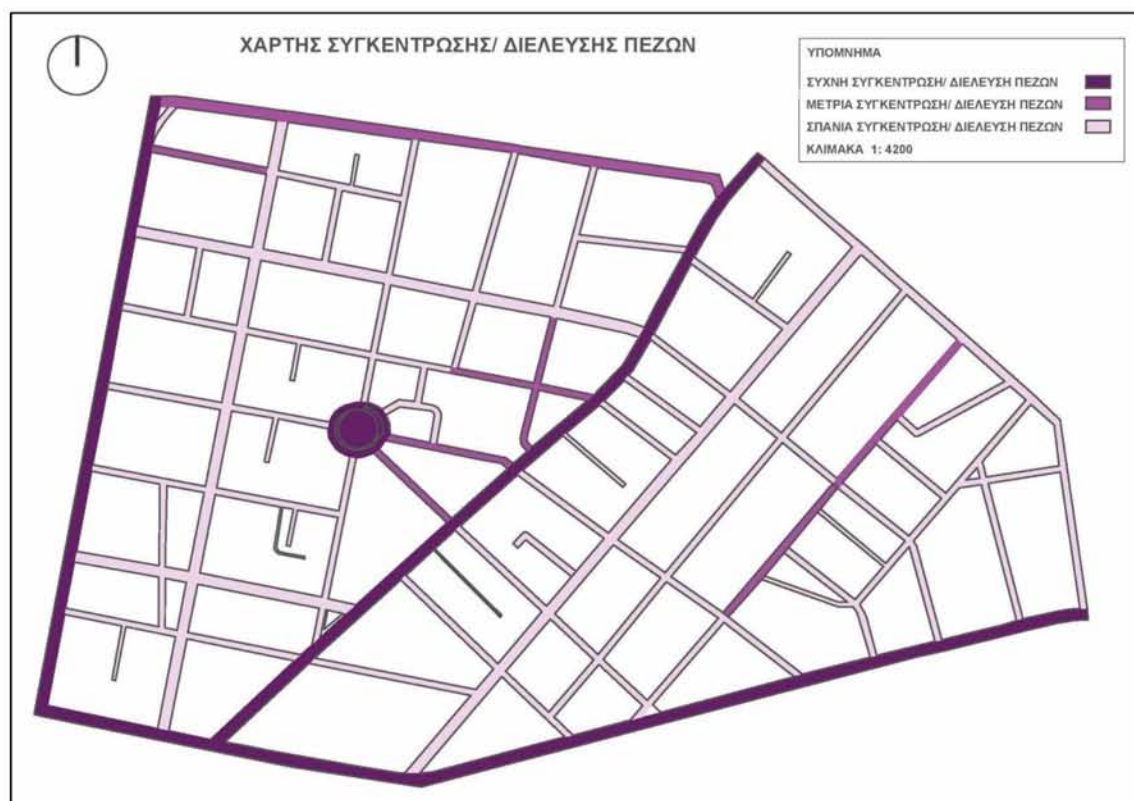 ΧΑΡΤΗΣ ΣΥΓΚΕΝΤΡΩΣΗΣ/ ΔΙΕΛΕΥΣΗΣ ΠΕΖΩΝ
ΥΠΟΜΝΗΜΑ
ΣΥΧΝΗ ΣΥΓΚΕΝΤΡΩΣΗ/ ΔΙΕΛΕΥΣΗ ΠΕΖΩΝ
ΜΕΤΡΙΑ ΣΥΓΚΕΝΤΡΩΣΗ/ ΔΙΕΛΕΥΣΗ ΠΕΖΩΝ
ΣΠΑΝΙΑ ΣΥΓΚΕΝΤΡΩΣΗ/ ΔΙΕΛΕΥΣΗ ΠΕΖΩΝ
ΚΛΙΜΑΚΑ 1: 4200